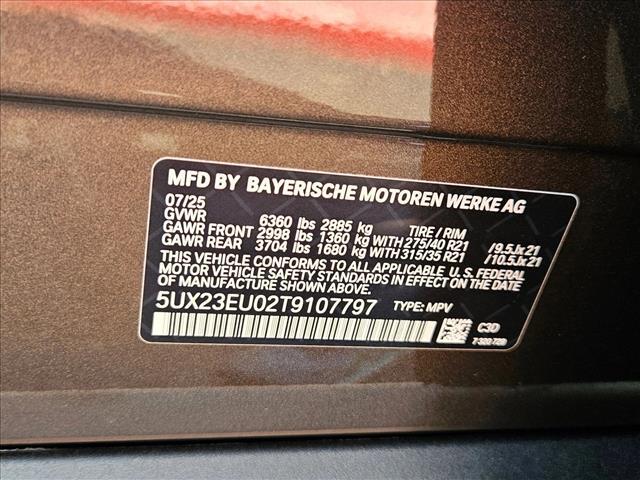 MFD BY BAYERISCHE MOTOREN WERKE AG
07/25
GVWR 6360 lbs 2885 kg TIRE / RIM
GAWR FRONT 2998 lbs 1360 kg WITH 275/40 R21 /9.5Jx21
GAWR REAR 3704 lbs 1680 kg WITH 315/35 R21 /10.5Jx21
THIS VEHICLE CONFORMS TO ALL APPLICABLE U.S. FEDERAL
MOTOR VEHICLE SAFETY STANDARDS IN EFFECT ON THE DATE
OF MANUFACTURE SHOWN ABOVE.
5UX23EU02T9107797 TYPE: MPV
C3D
7 322 728